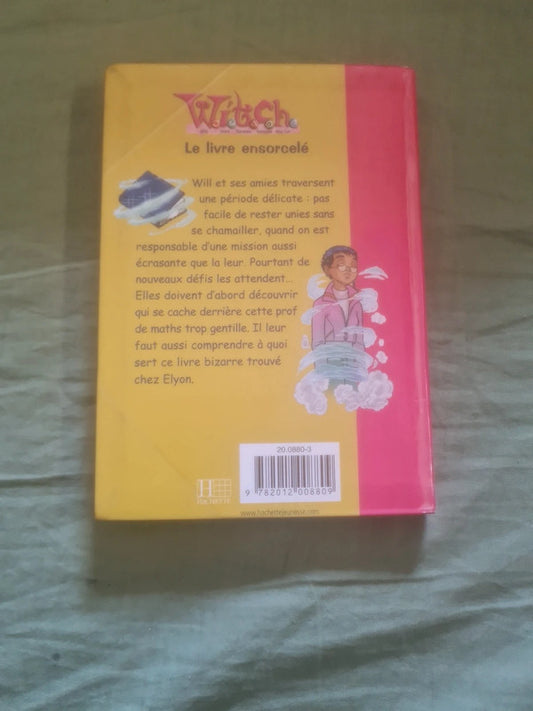 W.i.t.c.h.
Le livre ensorcelé
Will et ses amies traversent
une période délicate : pas
facile de rester unies sans
se chamailler, quand on est
responsable d'une mission aussi
écrasante que la leur. Pourtant de
nouveaux défis les attendent...
Elles doivent d'abord découvrir
qui se cache derrière cette prof
de maths trop gentille. Il leur
faut aussi comprendre à quoi
sert ce livre bizarre trouvé
chez Elyon.
20.0880-3
9 782012 008809
H
HACHETTE
www.hachettejeunesse.com